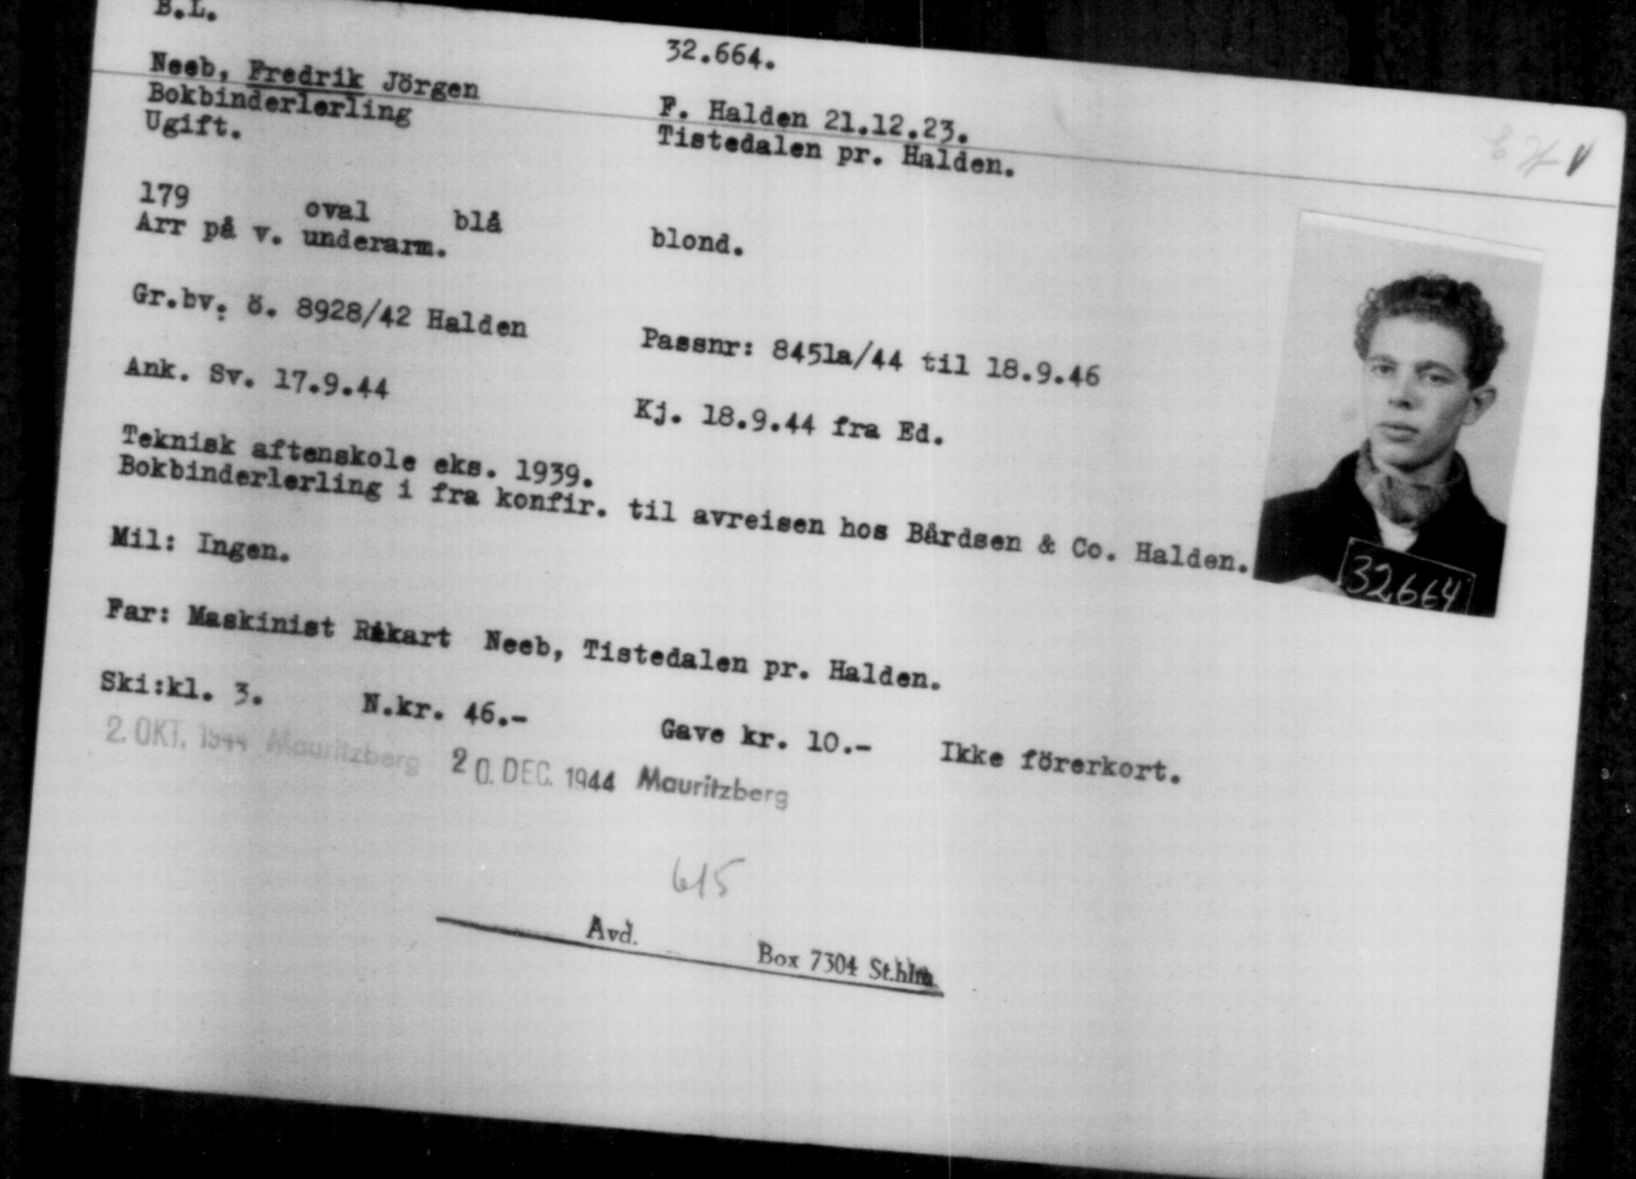 B.L.
32.664.
Neeb, Fredrik Jörgen
F. Halden 21.12.23.
Bokbinderlerling
Tistedalen pr. Halden.
Ugift.
179 oval blå blond.
Arr på v. underarm.
Gr.bv. ö. 8928/42 Halden
Passnr: 8451a/44 til 18.9.46
Ank. Sv. 17.9.44
Kj. 18.9.44 fra Ed.
Teknisk aftenskole eks. 1939.
Bokbinderlerling i fra konfir. til avreisen hos Bårdsen & Co. Halden.
Mil: Ingen.
32664
Far: Maskinist Rikart Neeb, Tistedalen pr. Halden.
Ski:kl. 3. N.kr. 46.- Gave kr. 10.- Ikke förerkort.
2. OKT. 1944 Mauritzberg 20. DEC. 1944 Mauritzberg
615
Avd. Box 7304 St.hlm